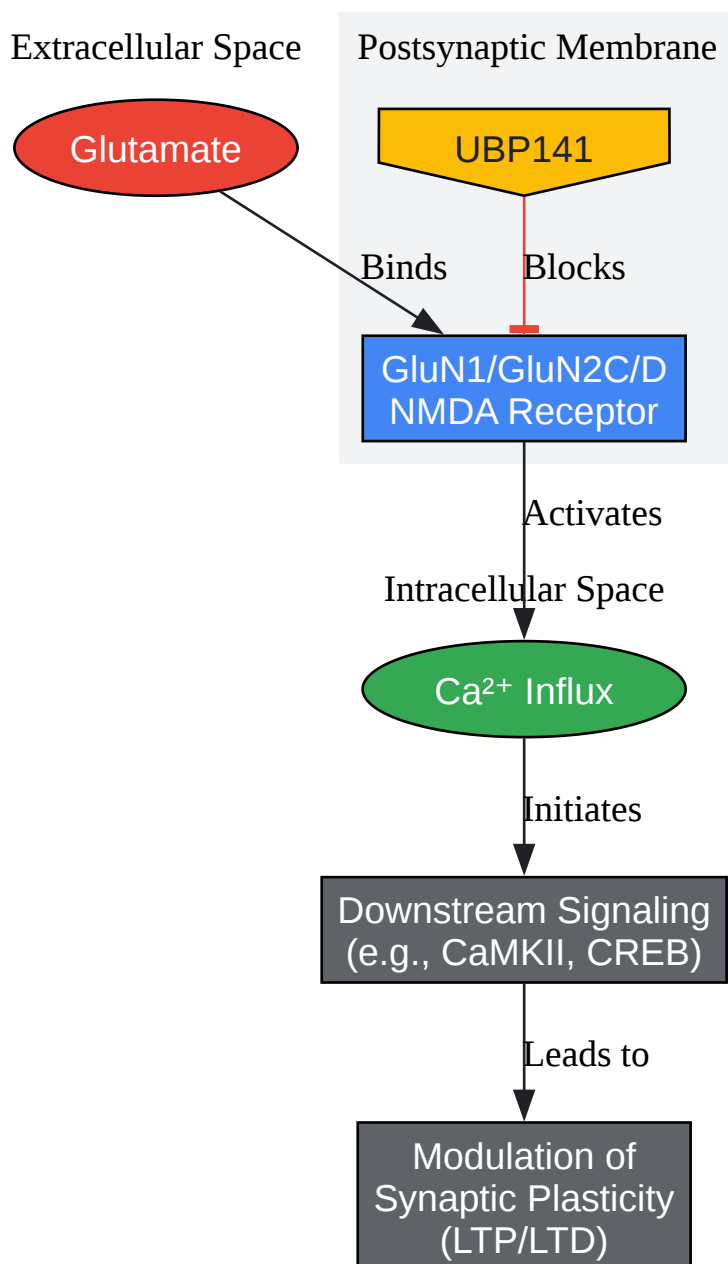 Extracellular Space
Postsynaptic Membrane
Glutamate
UBP141
Binds
Blocks
GluN1/GluN2C/D
NMDA Receptor
Activates
Intracellular Space
Ca²⁺ Influx
Initiates
Downstream Signaling
(e.g., CaMKII, CREB)
Leads to
Modulation of
Synaptic Plasticity
(LTP/LTD)